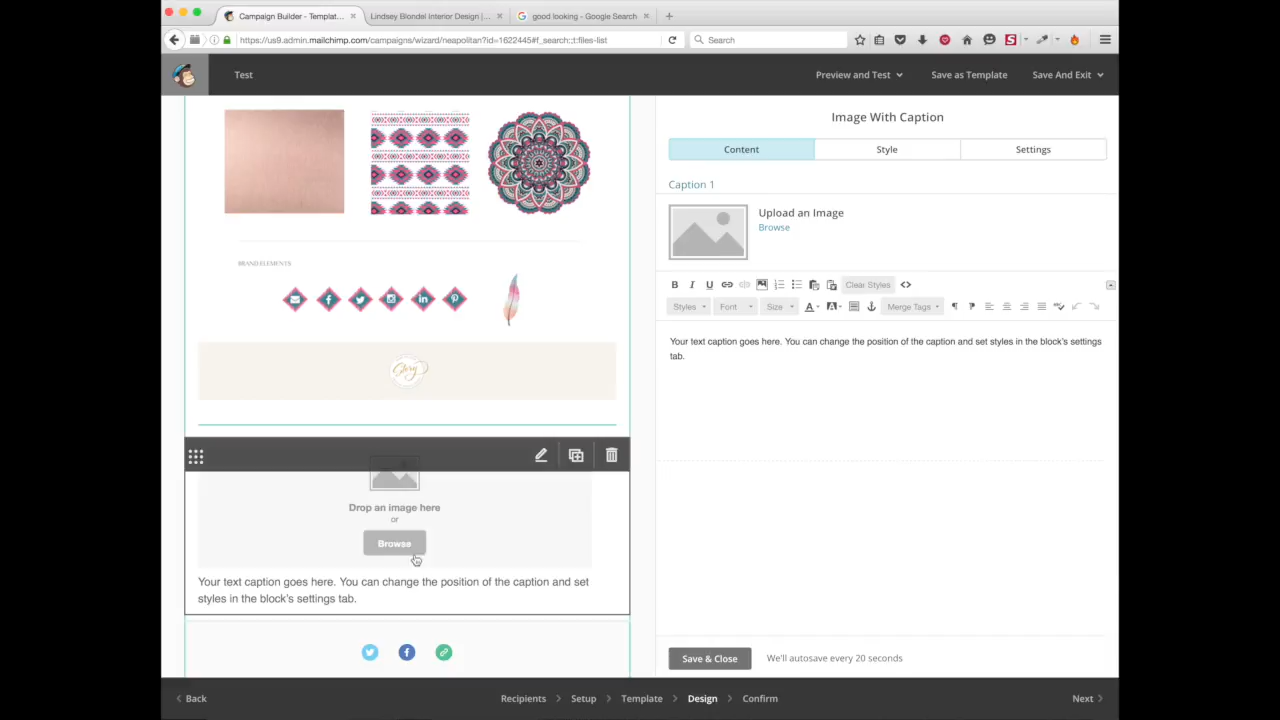 Campaign Builder - Templat...
Lindsey Blondel Interior Design | ...
good looking - Google Search
https://us9.admin.mailchimp.com/campaigns/wizard/neapolitan?id=1622445#f_search:;t:files-list
Search
Test
Preview and Test
Save as Template
Save And Exit
BRAND ELEMENTS
Story
Drop an image here
or
Browse
Your text caption goes here. You can change the position of the caption and set
styles in the block's settings tab.
Image With Caption
Content
Style
Settings
Caption 1
Upload an Image
Browse
B I U
Clear Styles
Styles
Font
Size
A
A
Merge Tags
Your text caption goes here. You can change the position of the caption and set styles in the block's settings
tab.
Save & Close
We'll autosave every 20 seconds
Back
Recipients
Setup
Template
Design
Confirm
Next